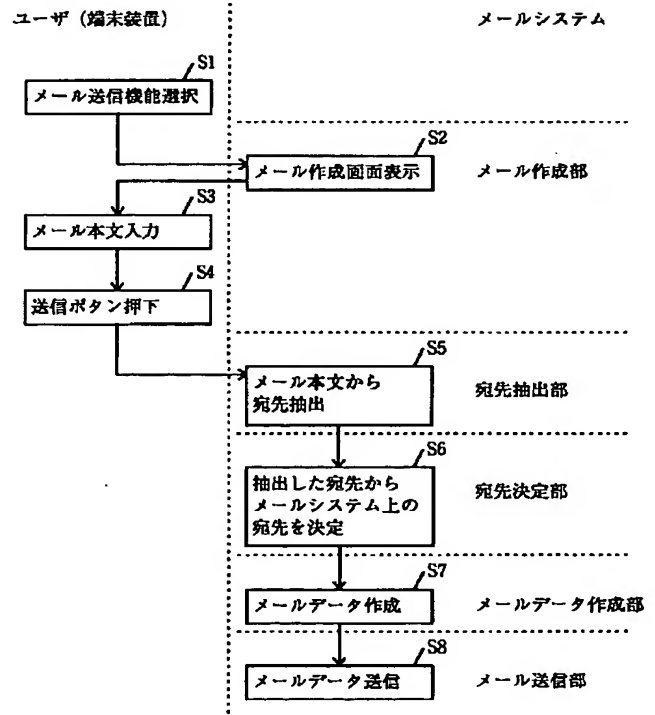 ユーザ (端末装置)
メールシステム
S1
メール送信機能選択
S2
メール作成画面表示
メール作成部
S3
メール本文入力
S4
送信ボタン押下
S5
メール本文から
宛先抽出
宛先抽出部
S6
抽出した宛先から
メールシステム上の
宛先を決定
宛先決定部
S7
メールデータ作成
メールデータ作成部
S8
メールデータ送信
メール送信部